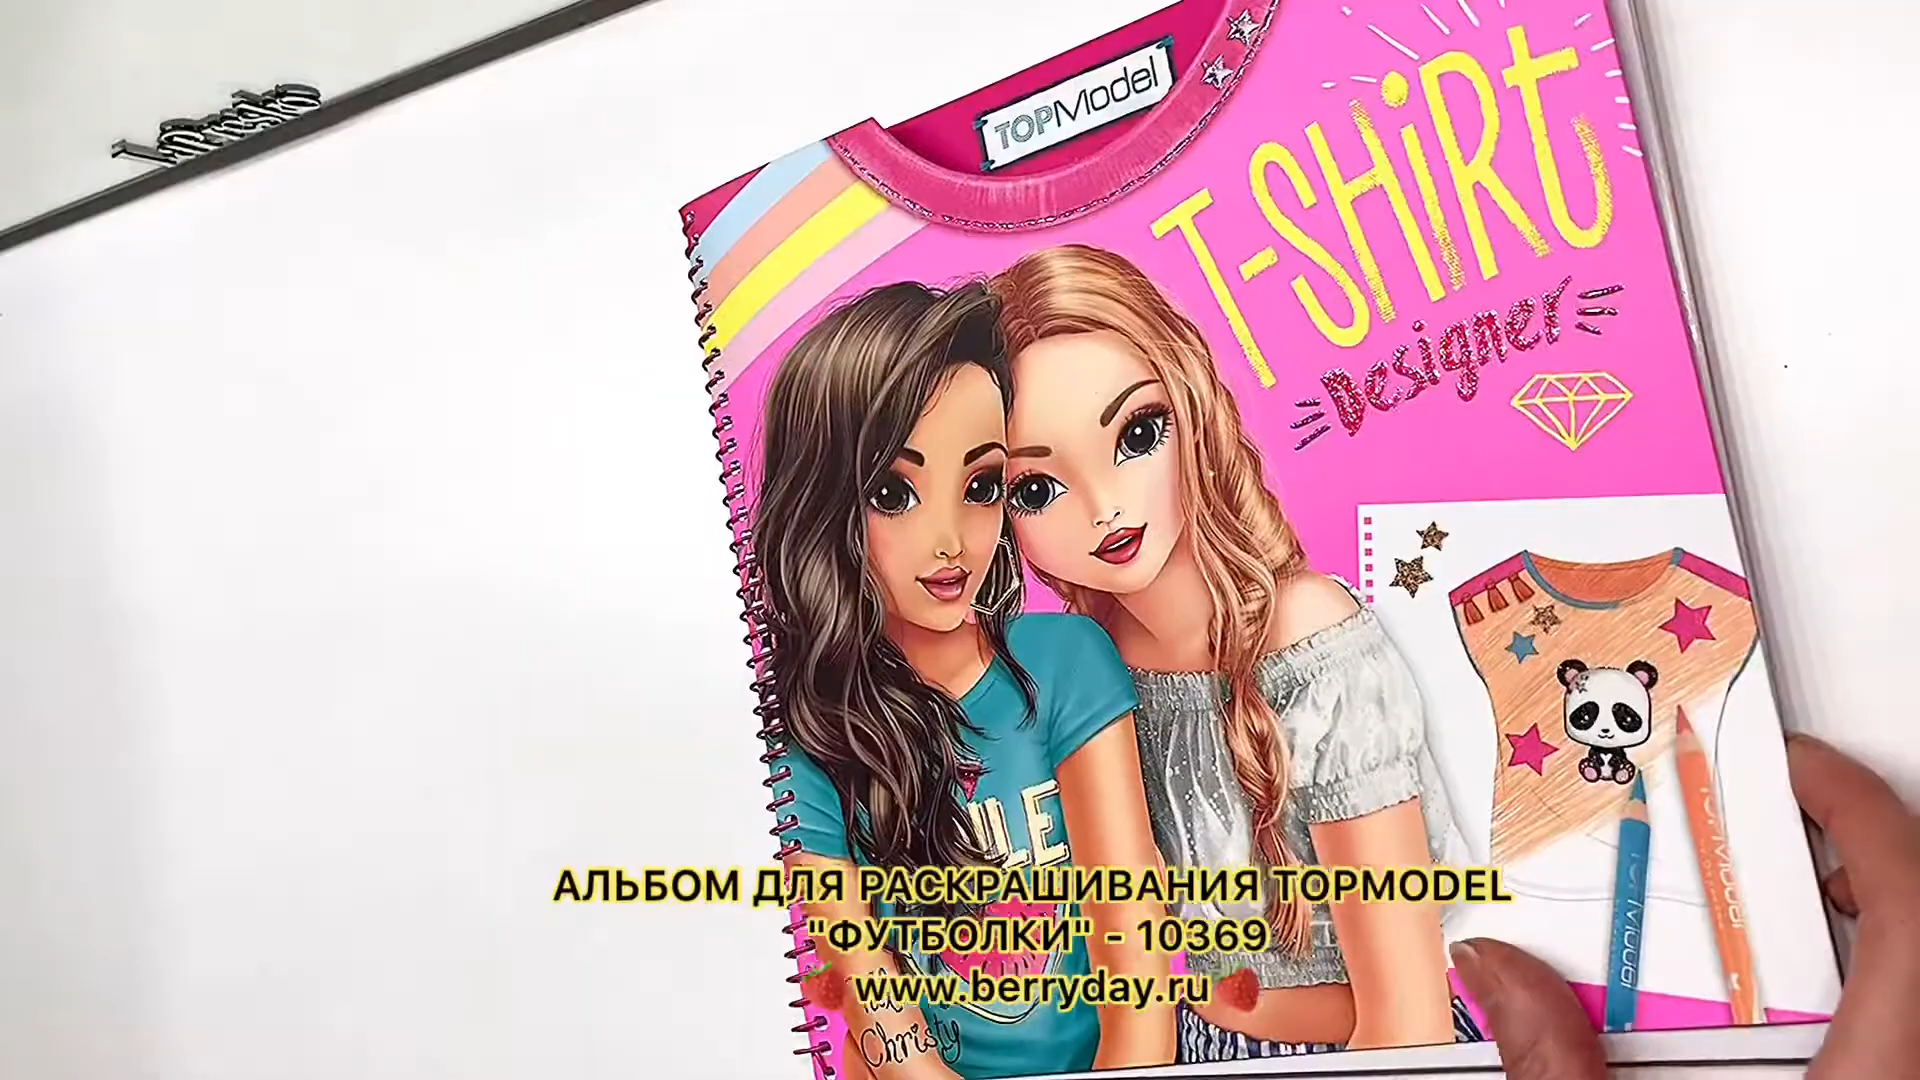 TOPModel
T-SHiRt
Designer
АЛЬБОМ ДЛЯ РАСКРАШИВАНИЯ TOPMODEL
"ФУТБОЛКИ" - 10369
www.berryday.ru
Christy